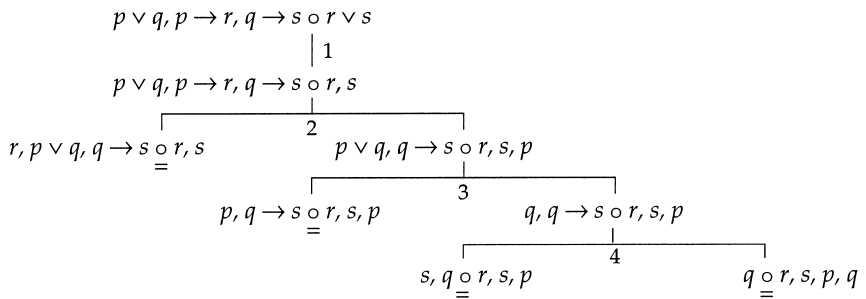 p ∨ q, p → r, q → s ∘ r ∨ s
1
p ∨ q, p → r, q → s ∘ r, s
2
r, p ∨ q, q → s ∘ r, s p ∨ q, q → s ∘ r, s, p
=
3
p, q → s ∘ r, s, p q, q → s ∘ r, s, p
=
4
s, q ∘ r, s, p q ∘ r, s, p, q
= =